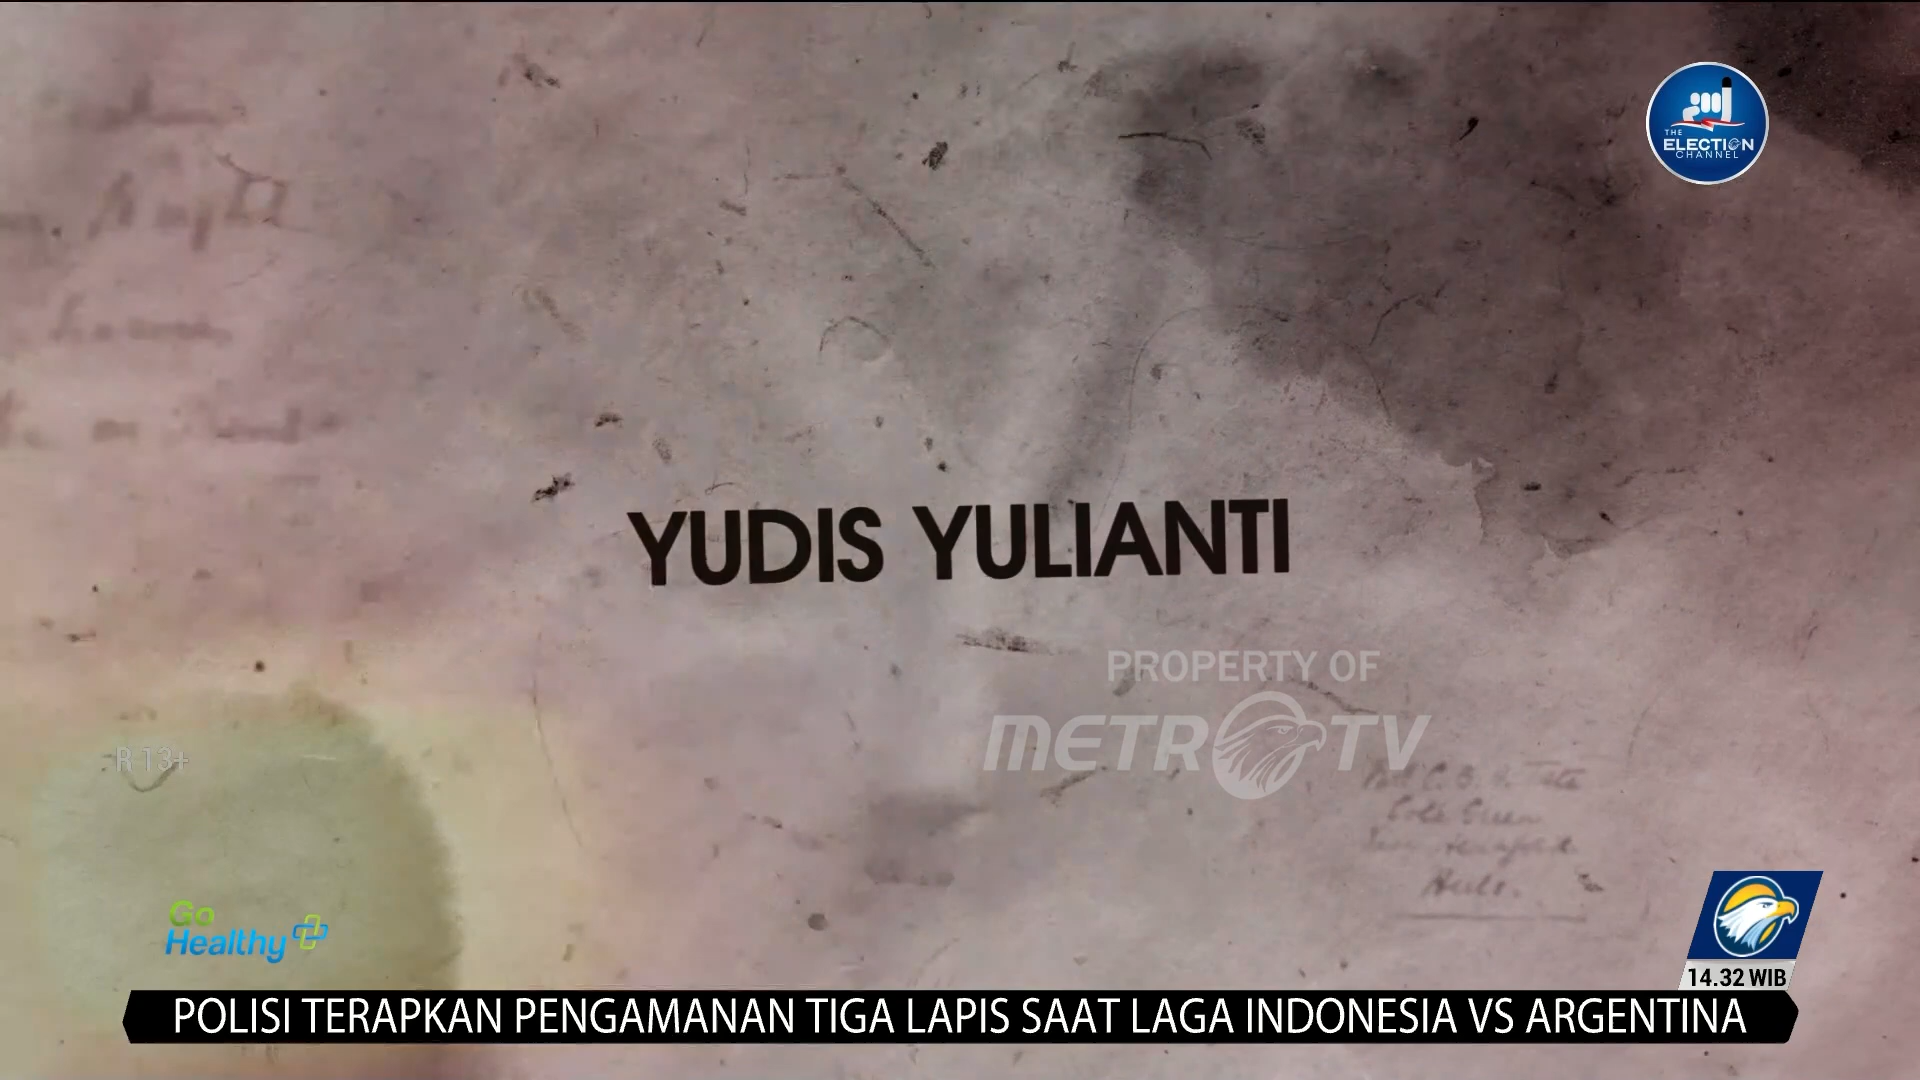 THE
ELECTION
CHANNEL
YUDIS YULIANTI
PROPERTY OF
METRO TV
R 13+
Go
Healthy
14.32 WIB
POLISI TERAPKAN PENGAMANAN TIGA LAPIS SAAT LAGA INDONESIA VS ARGENTINA